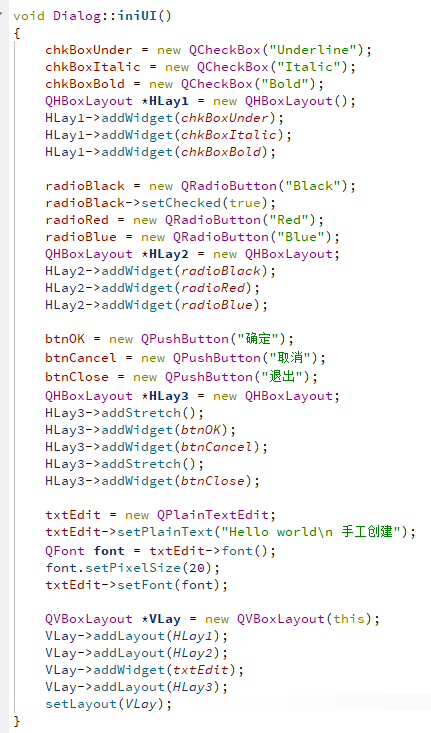 void Dialog::iniUI()
{
    chkBoxUnder = new QCheckBox("Underline");
    chkBoxItalic = new QCheckBox("Italic");
    chkBoxBold = new QCheckBox("Bold");
    QHBoxLayout *HLay1 = new QHBoxLayout();
    HLay1->addWidget(chkBoxUnder);
    HLay1->addWidget(chkBoxItalic);
    HLay1->addWidget(chkBoxBold);

    radioBlack = new QRadioButton("Black");
    radioBlack->setChecked(true);
    radioRed = new QRadioButton("Red");
    radioBlue = new QRadioButton("Blue");
    QHBoxLayout *HLay2 = new QHBoxLayout;
    HLay2->addWidget(radioBlack);
    HLay2->addWidget(radioRed);
    HLay2->addWidget(radioBlue);

    btnOK = new QPushButton("确定");
    btnCancel = new QPushButton("取消");
    btnClose = new QPushButton("退出");
    QHBoxLayout *HLay3 = new QHBoxLayout;
    HLay3->addStretch();
    HLay3->addWidget(btnOK);
    HLay3->addWidget(btnCancel);
    HLay3->addStretch();
    HLay3->addWidget(btnClose);

    txtEdit = new QPlainTextEdit;
    txtEdit->setPlainText("Hello world\n 手工创建");
    QFont font = txtEdit->font();
    font.setPixelSize(20);
    txtEdit->setFont(font);

    QVBoxLayout *VLay = new QVBoxLayout(this);
    VLay->addLayout(HLay1);
    VLay->addLayout(HLay2);
    VLay->addWidget(txtEdit);
    VLay->addLayout(HLay3);
    setLayout(VLay);
}